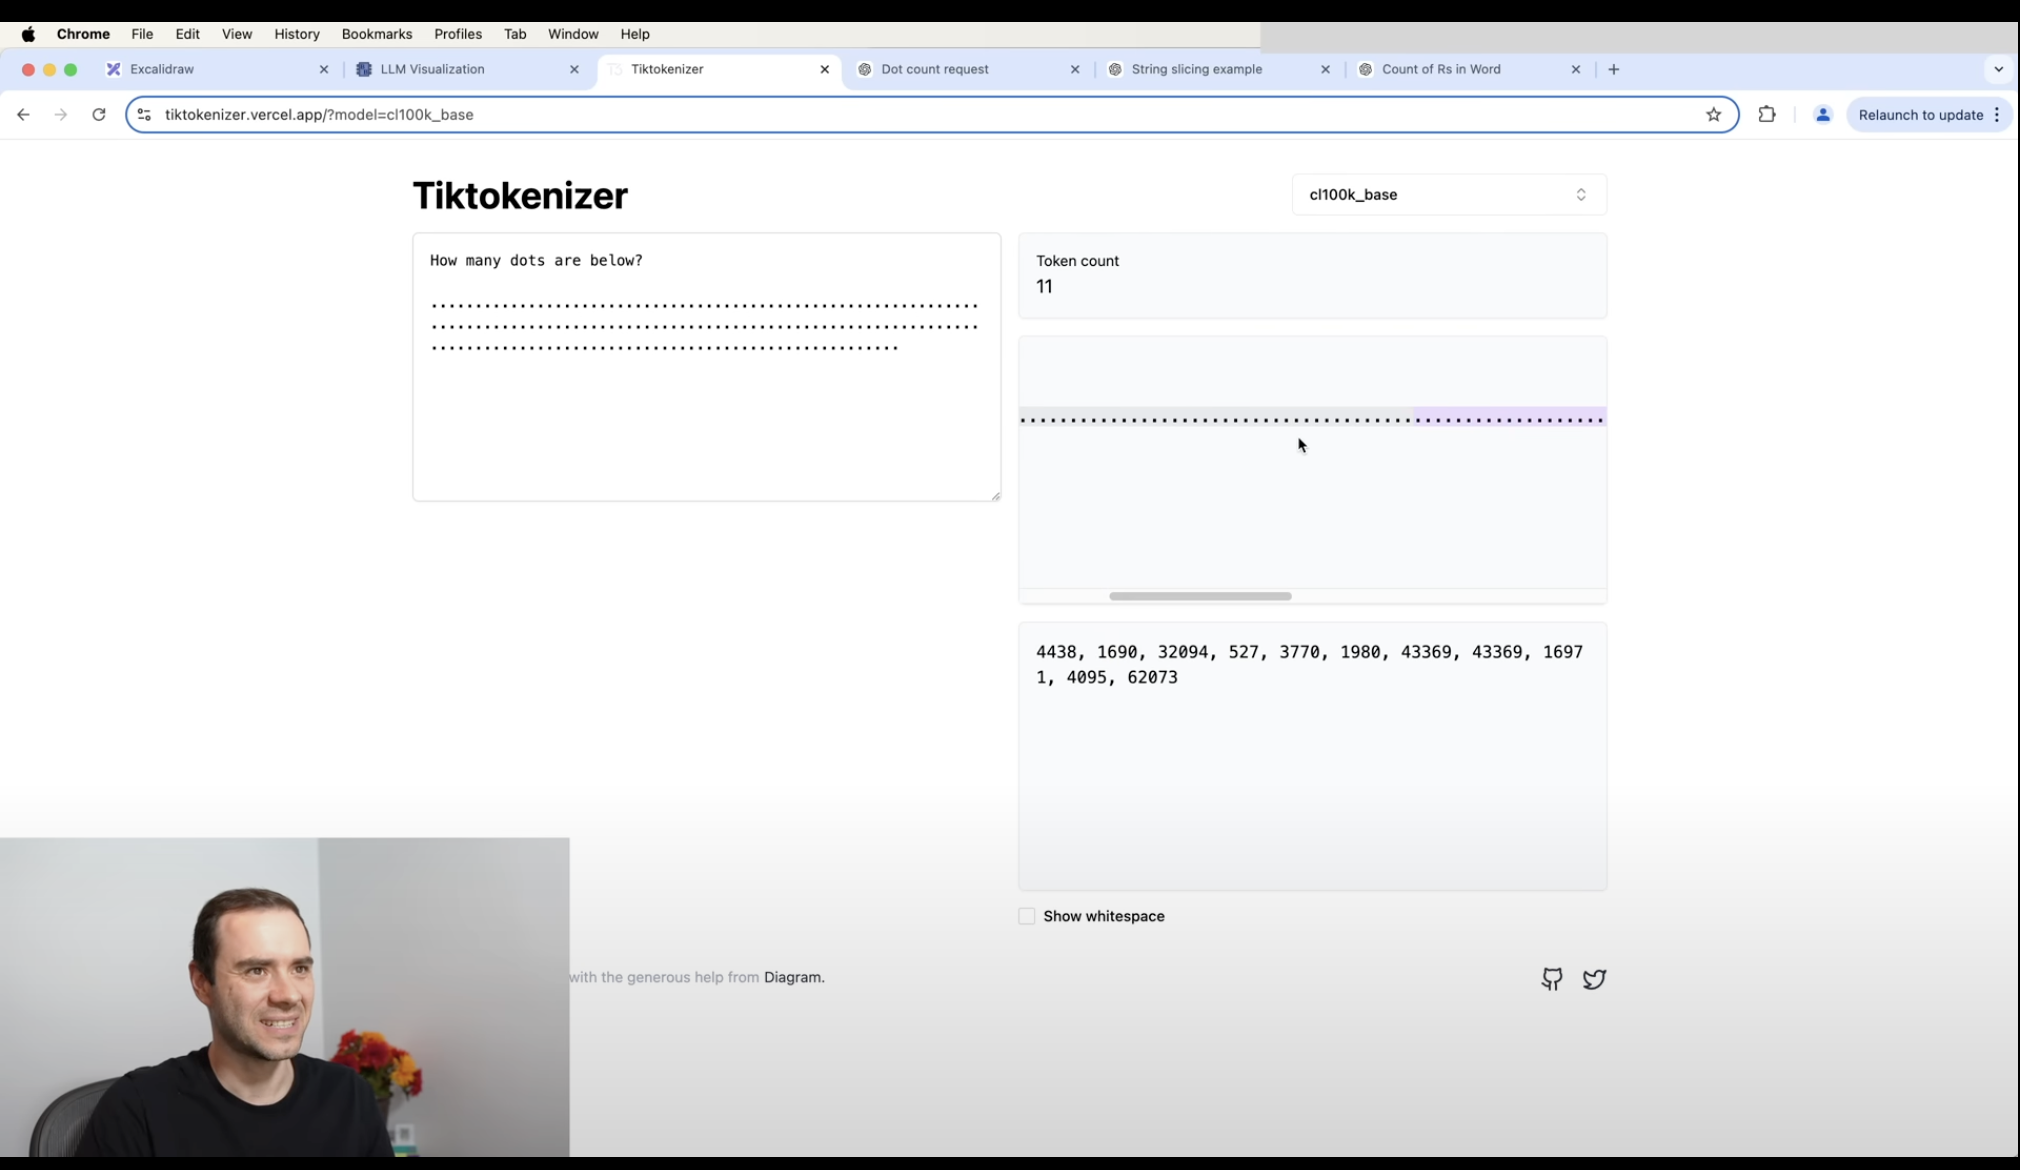 Chrome File Edit View History Bookmarks Profiles Tab Window Help
Excalidraw LLM Visualization Tiktokenizer Dot count request String slicing example Count of Rs in Word
tiktokenizer.vercel.app/?model=cl100k_base Relaunch to update
Tiktokenizer
cl100k_base
How many dots are below?
Token count
11
4438, 1690, 32094, 527, 3770, 1980, 43369, 43369, 1697
1, 4095, 62073
Show whitespace
with the generous help from Diagram.